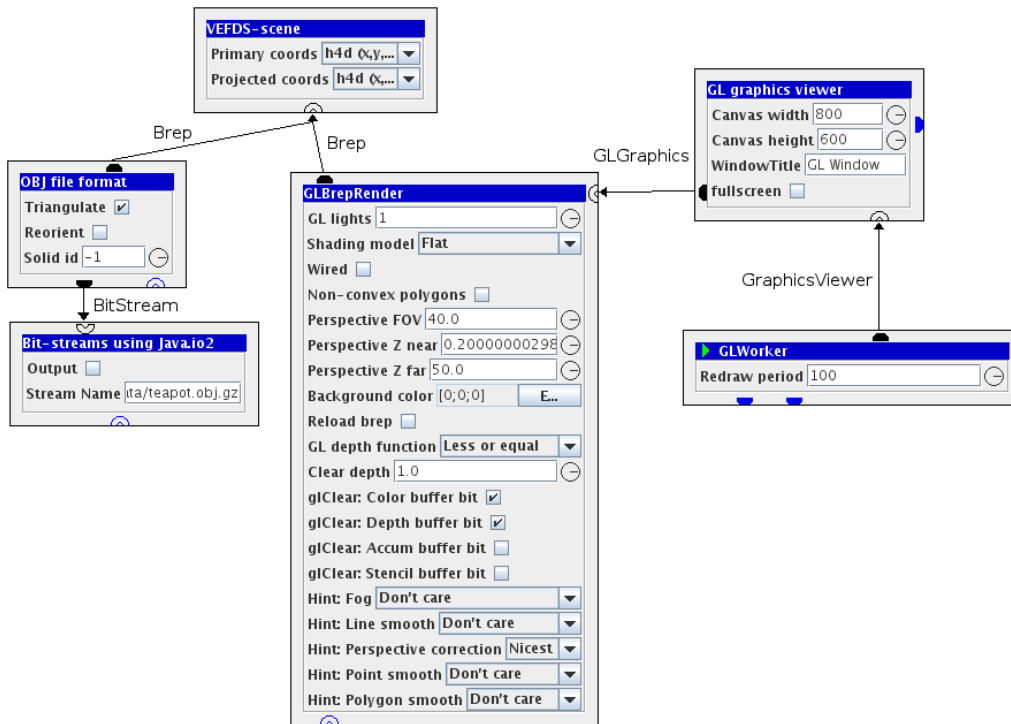 VEFDS-scene
Primary coords h4d (x,y,...
Projected coords h4d (x,...
Brep
Brep
OBJ file format
Triangulate
Reorient
Solid id -1
BitStream
Bit-streams using Java.io2
Output
Stream Name ıta/teapot.obj.gz
GLBrepRender
GL lights 1
Shading model Flat
Wired
Non-convex polygons
Perspective FOV 40.0
Perspective Z near 0.20000000298
Perspective Z far 50.0
Background color [0;0;0] E...
Reload brep
GL depth function Less or equal
Clear depth 1.0
glClear: Color buffer bit
glClear: Depth buffer bit
glClear: Accum buffer bit
glClear: Stencil buffer bit
Hint: Fog Don't care
Hint: Line smooth Don't care
Hint: Perspective correction Nicest
Hint: Point smooth Don't care
Hint: Polygon smooth Don't care
GLGraphics
GL graphics viewer
Canvas width 800
Canvas height 600
WindowTitle GL Window
fullscreen
GraphicsViewer
GLWorker
Redraw period 100